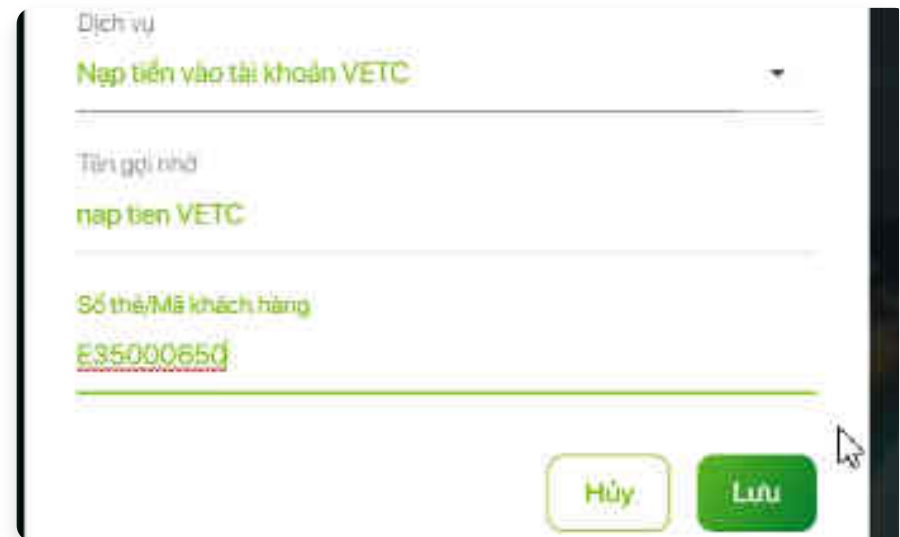 Dịch vụ
Nạp tiền vào tài khoản VETC
Tên gợi nhớ
nap tien VETC
Số thẻ/Mã khách hàng
E35000650
Hủy
Lưu